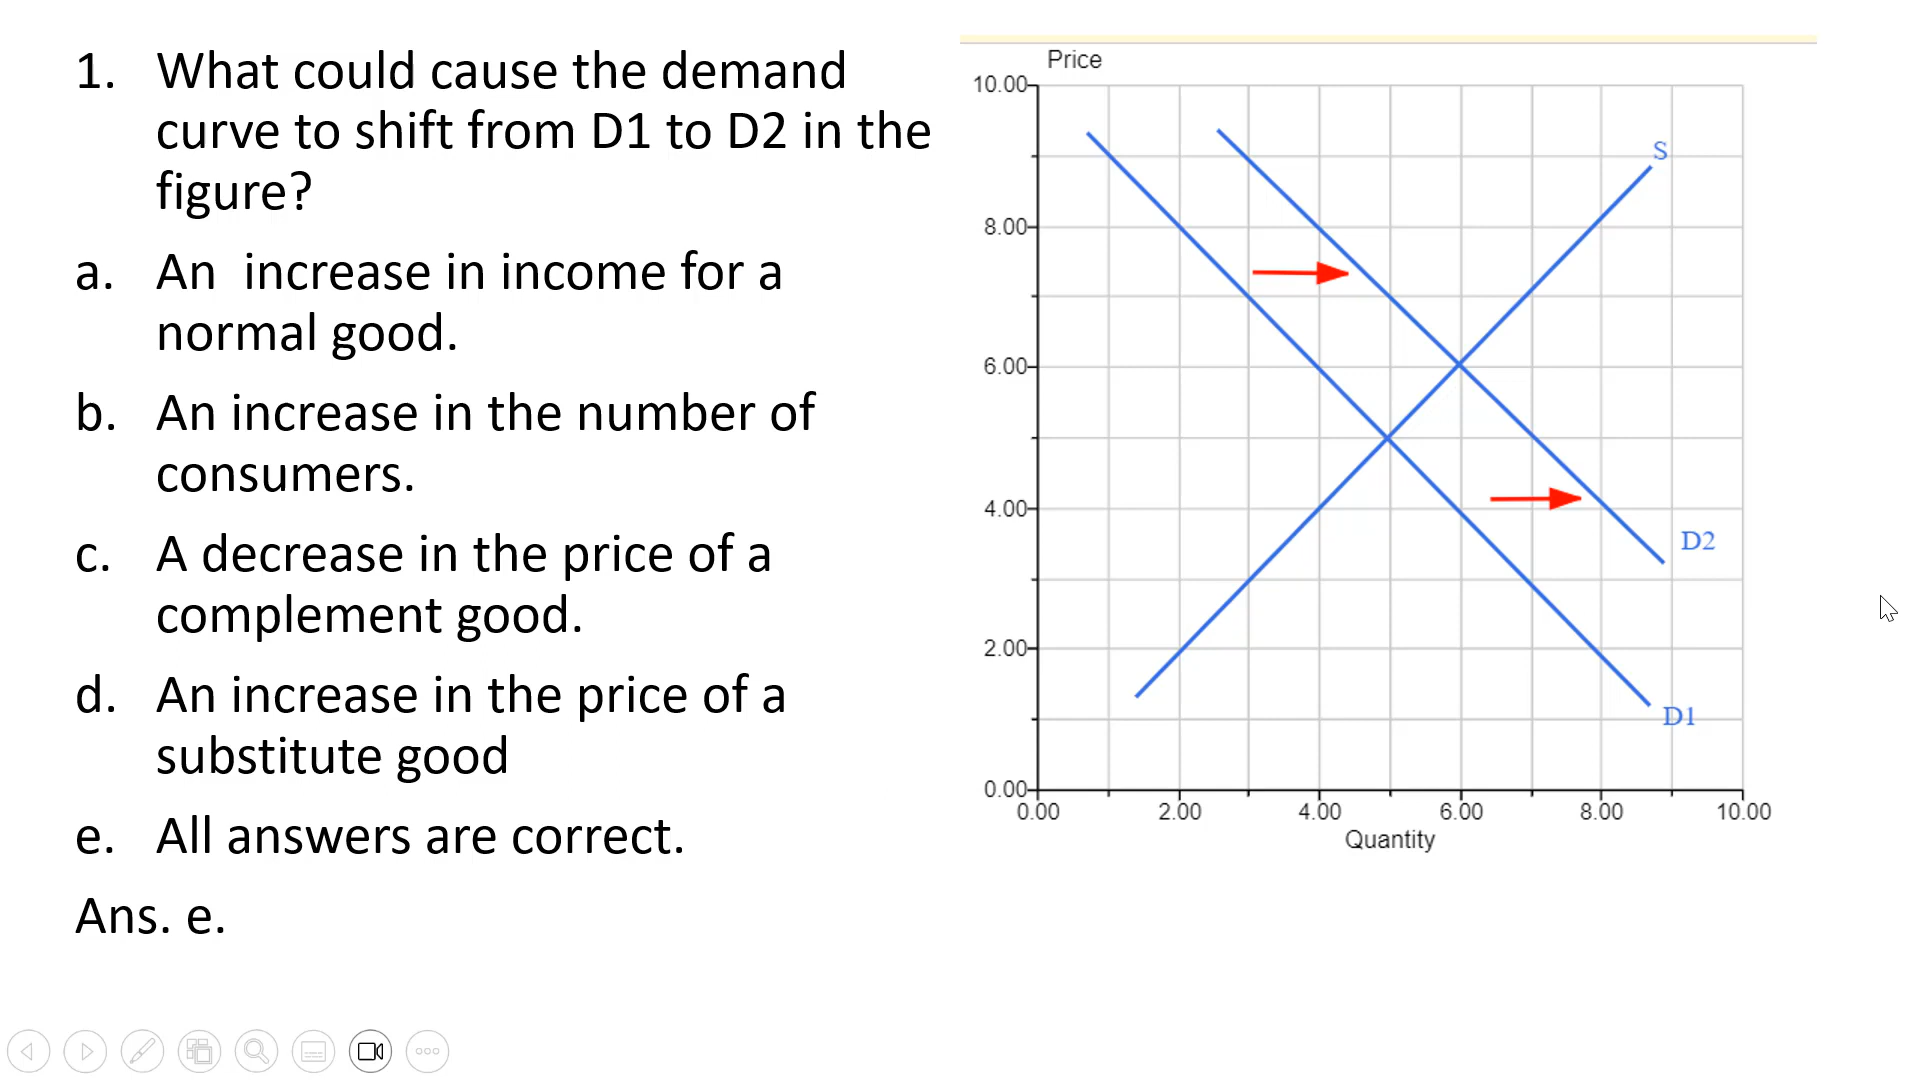 1. What could cause the demand
curve to shift from D1 to D2 in the
figure?
a. An  increase in income for a
normal good.
b. An increase in the number of
consumers.
c. A decrease in the price of a
complement good.
d. An increase in the price of a
substitute good
e. All answers are correct.
Ans. e.
Price
10.00
8.00
6.00
4.00
2.00
0.00
S
D2
D1
0.00 2.00 4.00 6.00 8.00 10.00
Quantity